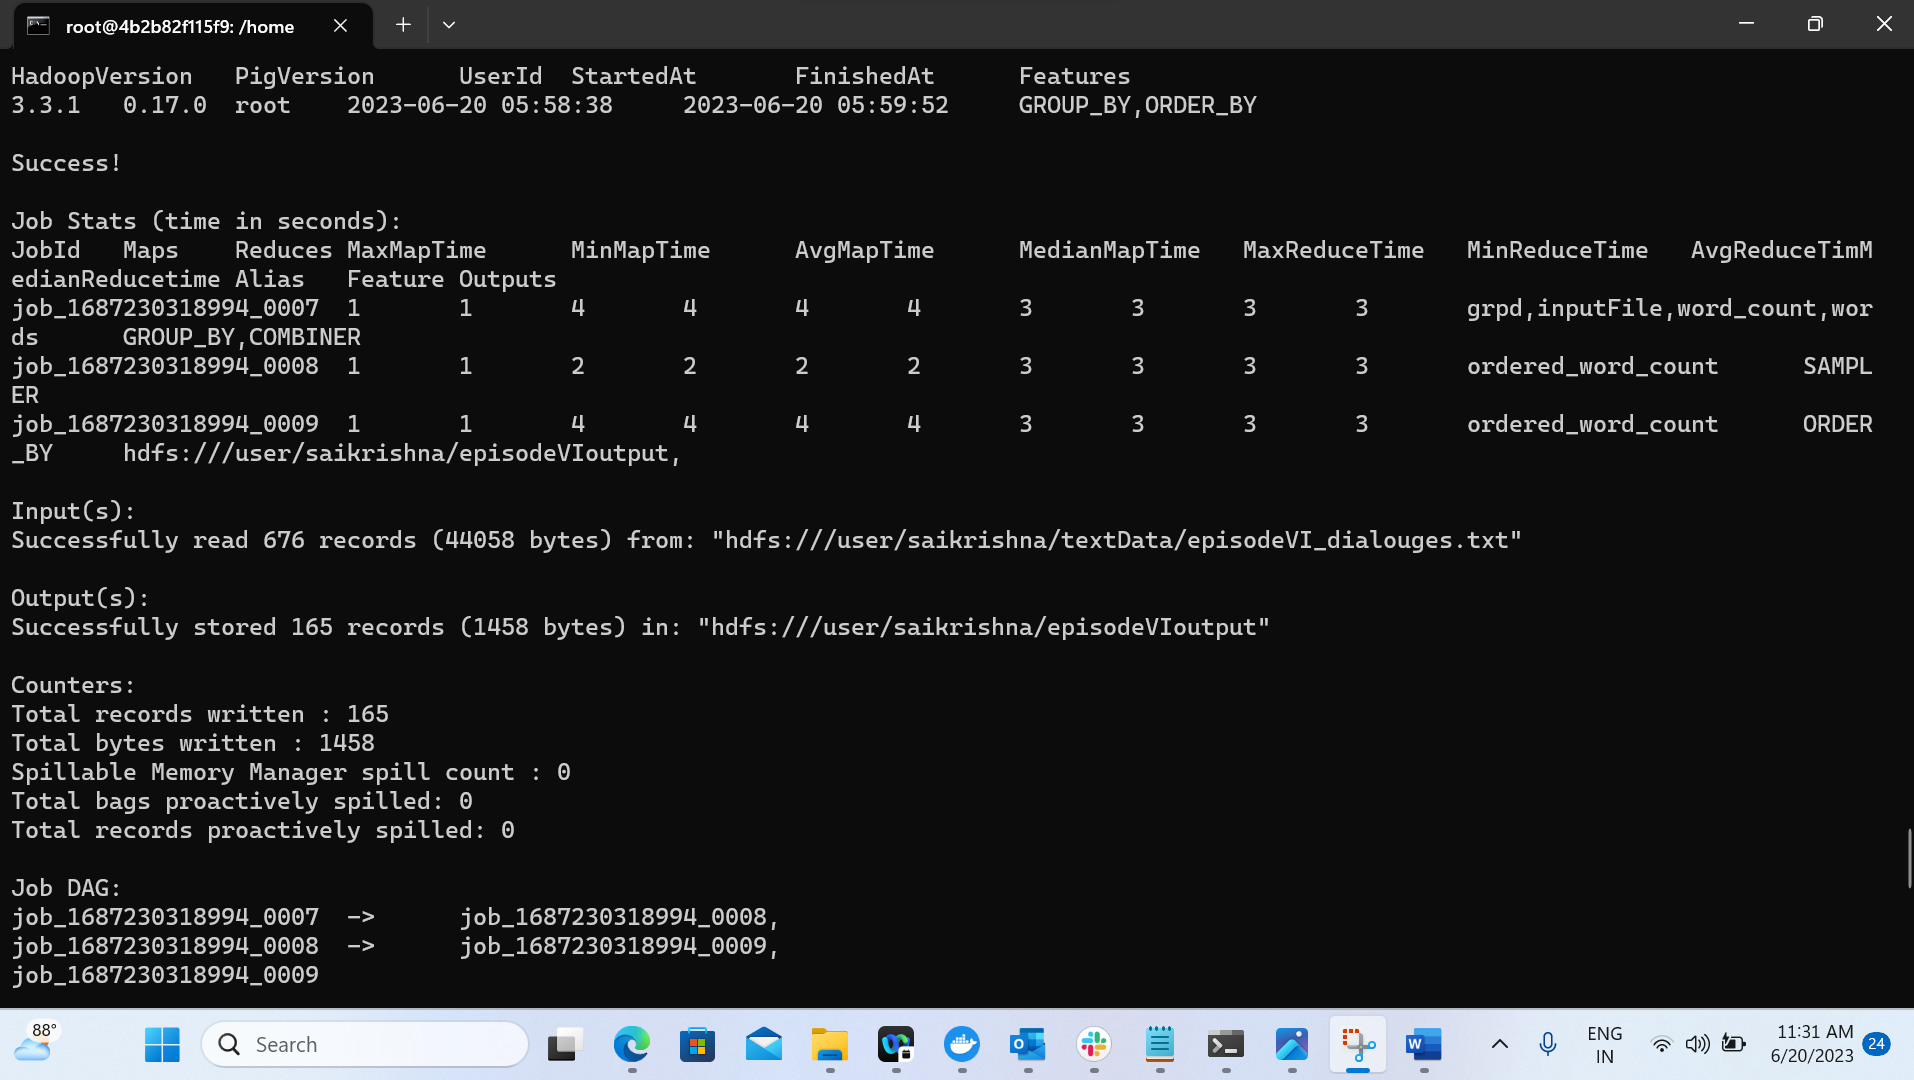 root@4b2b82f115f9: /home
HadoopVersion PigVersion UserId StartedAt FinishedAt Features
3.3.1 0.17.0 root 2023-06-20 05:58:38 2023-06-20 05:59:52 GROUP_BY,ORDER_BY
Success!
Job Stats (time in seconds):
JobId Maps Reduces MaxMapTime MinMapTime AvgMapTime MedianMapTime MaxReduceTime MinReduceTime AvgReduceTimM
edianReducetime Alias Feature Outputs
job_1687230318994_0007 1 1 4 4 4 4 3 3 3 3 grpd,inputFile,word_count,wor
ds GROUP_BY,COMBINER
job_1687230318994_0008 1 1 2 2 2 2 3 3 3 3 ordered_word_count SAMPL
ER
job_1687230318994_0009 1 1 4 4 4 4 3 3 3 3 ordered_word_count ORDER
_BY hdfs:///user/saikrishna/episodeVIoutput,
Input(s):
Successfully read 676 records (44058 bytes) from: "hdfs:///user/saikrishna/textData/episodeVI_dialouges.txt"
Output(s):
Successfully stored 165 records (1458 bytes) in: "hdfs:///user/saikrishna/episodeVIoutput"
Counters:
Total records written : 165
Total bytes written : 1458
Spillable Memory Manager spill count : 0
Total bags proactively spilled: 0
Total records proactively spilled: 0
Job DAG:
job_1687230318994_0007 -> job_1687230318994_0008,
job_1687230318994_0008 -> job_1687230318994_0009,
job_1687230318994_0009
88°
Search
ENG
IN
11:31 AM
6/20/2023
24